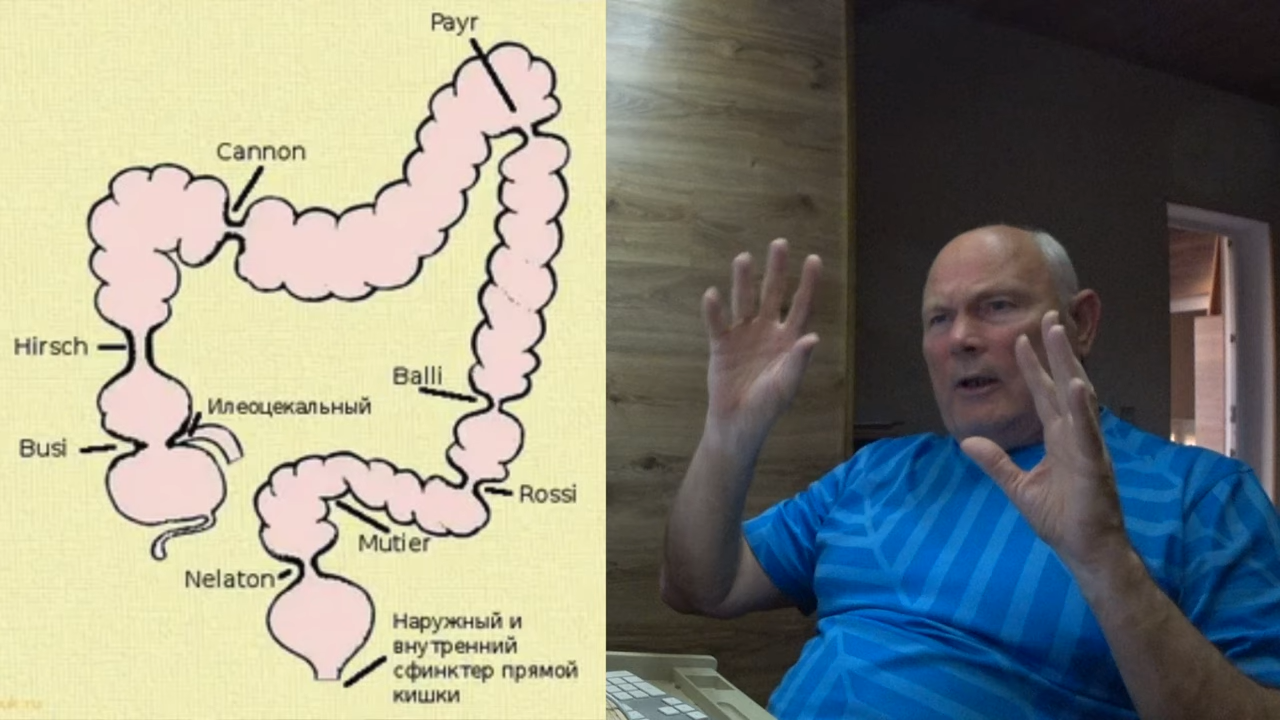 Payr
Cannon
Hirsch
Balli
Илеоцекальный
Busi
Rossi
Mutier
Nelaton
Наружный и
внутренний
сфинктер прямой
кишки